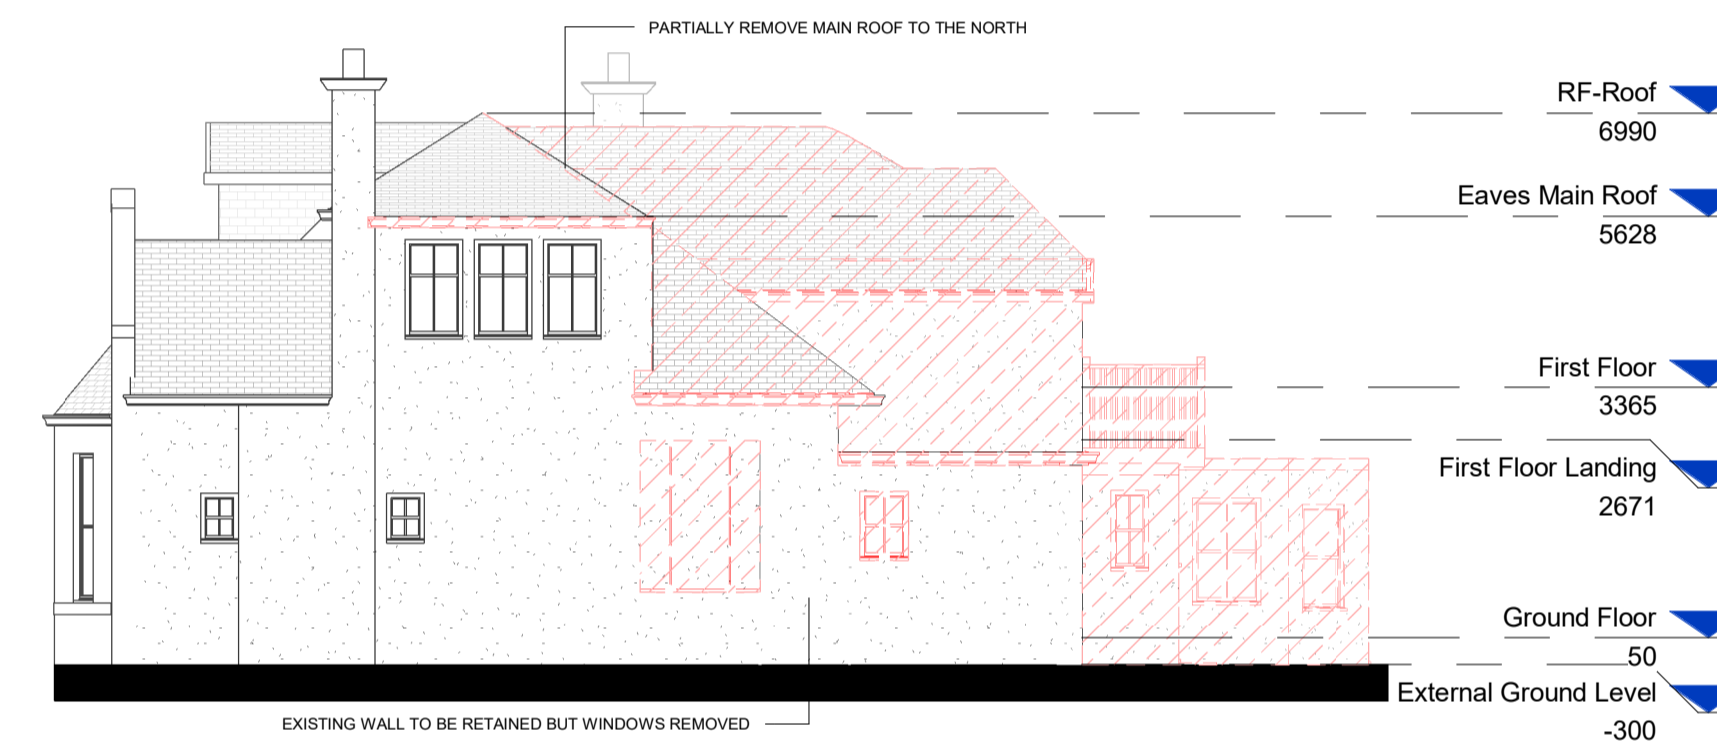 PARTIALLY REMOVE MAIN ROOF TO THE NORTH
RF-Roof
6990
Eaves Main Roof
5628
First Floor
3365
First Floor Landing
2671
Ground Floor
50
External Ground Level
-300
EXISTING WALL TO BE RETAINED BUT WINDOWS REMOVED